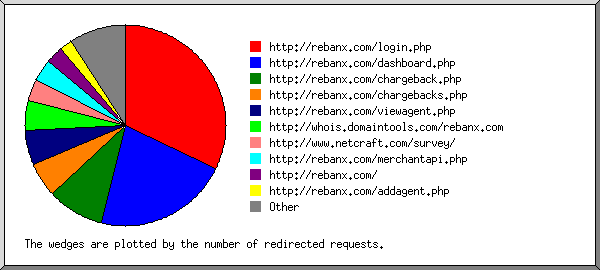 http://rebanx.com/login.php
http://rebanx.com/dashboard.php
http://rebanx.com/chargeback.php
http://rebanx.com/chargebacks.php
http://rebanx.com/viewagent.php
http://whois.domaintools.com/rebanx.com
http://www.netcraft.com/survey/
http://rebanx.com/merchantapi.php
http://rebanx.com/
http://rebanx.com/addagent.php
Other
The wedges are plotted by the number of redirected requests.